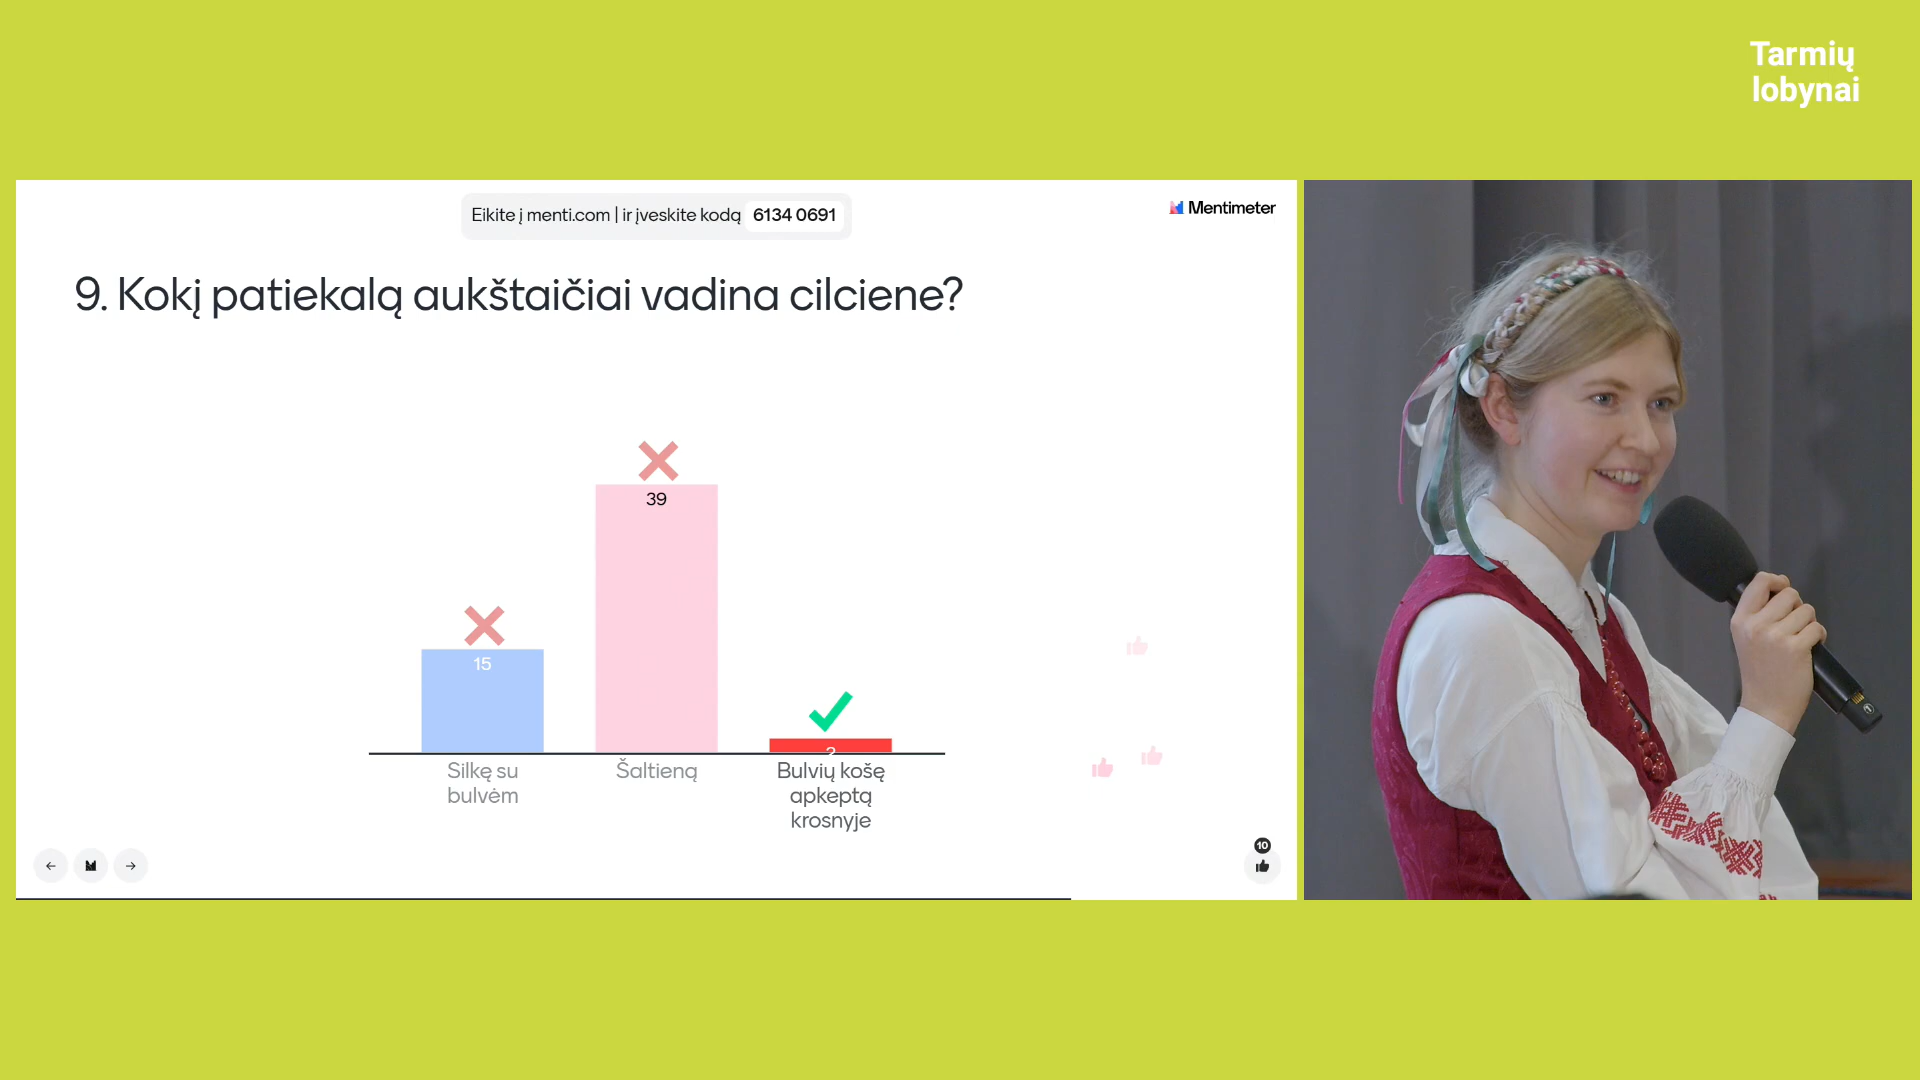 Tarmių
lobynai
Eikite į menti.com | ir įveskite kodą 6134 0691
Mentimeter
9. Kokį patiekalą aukštaičiai vadina cilciene?
39
15
2
Silkę su
bulvėm
Šaltieną
Bulvių košę
apkeptą
krosnyje
10